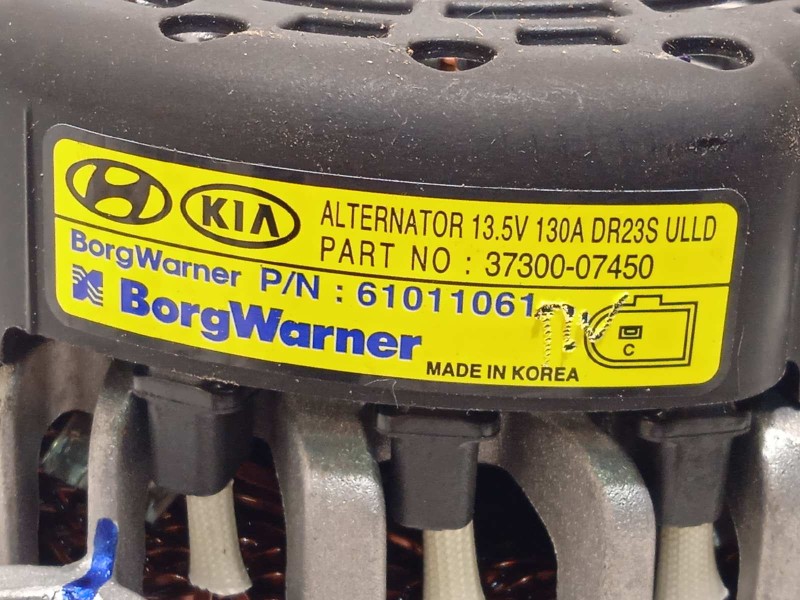 KIA
ALTERNATOR 13.5V 130A DR23S ULLD
PART NO : 37300-07450
BorgWarner P/N : 61011061
BorgWarner
MADE IN KOREA
C